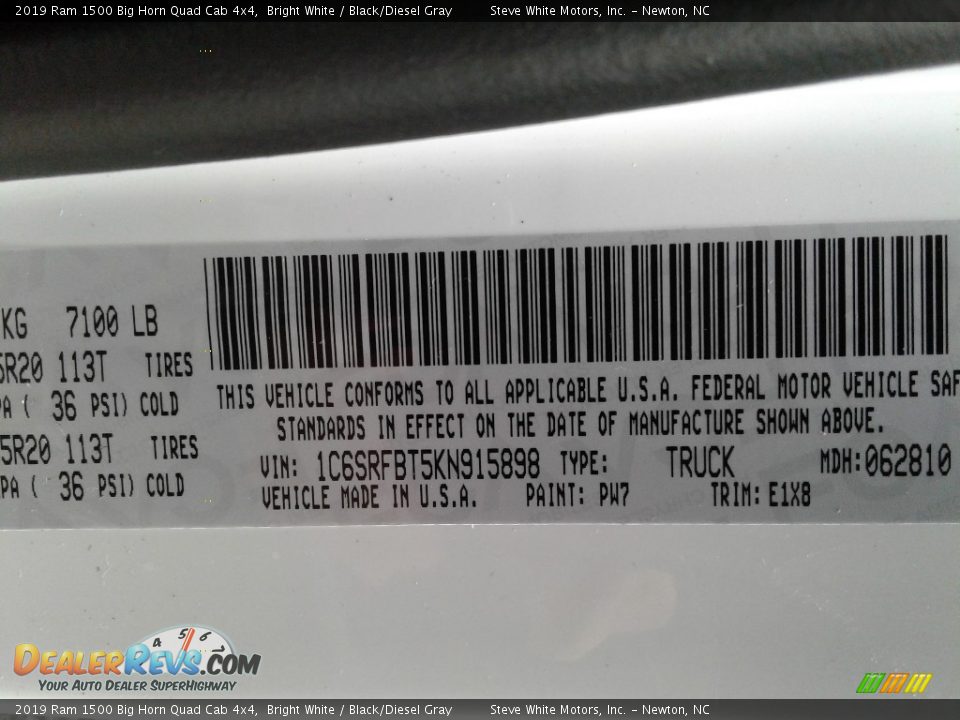 2019 Ram 1500 Big Horn Quad Cab 4x4, Bright White / Black/Diesel Gray Steve White Motors, Inc. - Newton, NC
KG 7100 LB
5R20 113T TIRES
PA ( 36 PSI) COLD
5R20 113T TIRES
PA ( 36 PSI) COLD
THIS VEHICLE CONFORMS TO ALL APPLICABLE U.S.A. FEDERAL MOTOR VEHICLE SAF
STANDARDS IN EFFECT ON THE DATE OF MANUFACTURE SHOWN ABOVE.
VIN: 1C6SRFBT5KN915898 TYPE: TRUCK MDH:062810
VEHICLE MADE IN U.S.A. PAINT: PW7 TRIM: E1X8
4 5 6 7
DealerRevs.com
Your Auto Dealer SuperHighway
2019 Ram 1500 Big Horn Quad Cab 4x4, Bright White / Black/Diesel Gray Steve White Motors, Inc. - Newton, NC